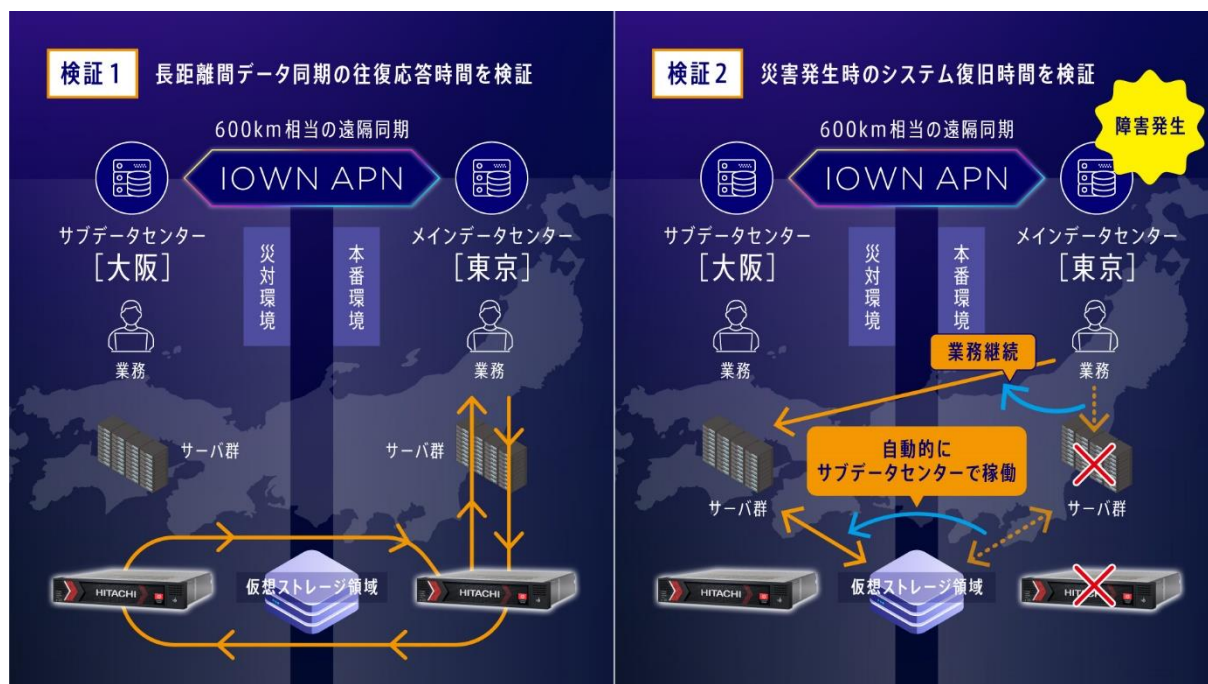 検証1 長距離間データ同期の往復応答時間を検証
600km相当の遠隔同期
IOWN APN
サブデータセンター
[大阪]
メインデータセンター
[東京]
災対環境
本番環境
業務
業務
サーバ群
サーバ群
HITACHI
仮想ストレージ領域
HITACHI
検証2 災害発生時のシステム復旧時間を検証
障害発生
600km相当の遠隔同期
IOWN APN
サブデータセンター
[大阪]
メインデータセンター
[東京]
災対環境
本番環境
業務
業務継続
業務
自動的に
サブデータセンターで稼働
サーバ群
サーバ群
HITACHI
仮想ストレージ領域
HITACHI